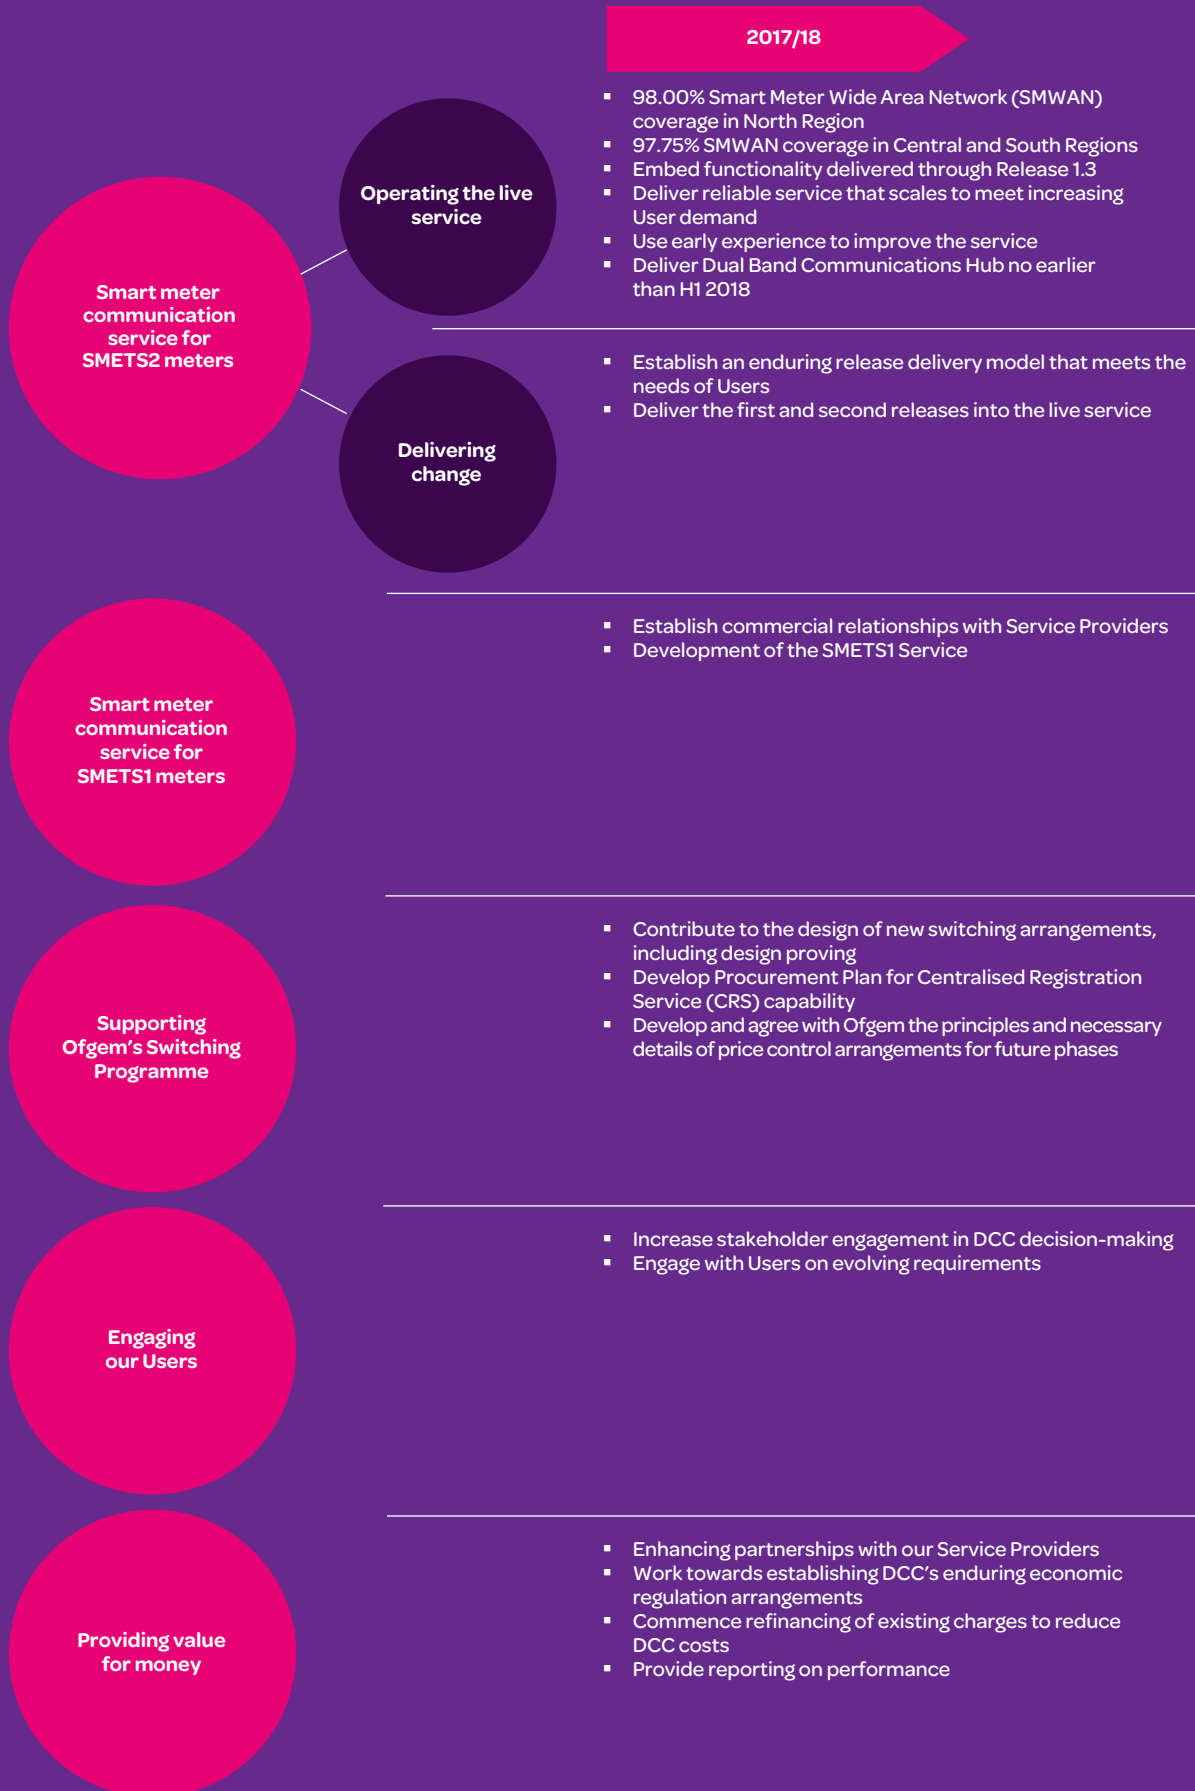 2017/18
Smart meter
communication
service for
SMETS2 meters
Operating the live
service
▪ 98.00% Smart Meter Wide Area Network (SMWAN)
coverage in North Region
▪ 97.75% SMWAN coverage in Central and South Regions
▪ Embed functionality delivered through Release 1.3
▪ Deliver reliable service that scales to meet increasing
User demand
▪ Use early experience to improve the service
▪ Deliver Dual Band Communications Hub no earlier
than H1 2018
Delivering
change
▪ Establish an enduring release delivery model that meets the
needs of Users
▪ Deliver the first and second releases into the live service
Smart meter
communication
service for
SMETS1 meters
▪ Establish commercial relationships with Service Providers
▪ Development of the SMETS1 Service
Supporting
Ofgem’s Switching
Programme
▪ Contribute to the design of new switching arrangements,
including design proving
▪ Develop Procurement Plan for Centralised Registration
Service (CRS) capability
▪ Develop and agree with Ofgem the principles and necessary
details of price control arrangements for future phases
Engaging
our Users
▪ Increase stakeholder engagement in DCC decision-making
▪ Engage with Users on evolving requirements
Providing value
for money
▪ Enhancing partnerships with our Service Providers
▪ Work towards establishing DCC’s enduring economic
regulation arrangements
▪ Commence refinancing of existing charges to reduce
DCC costs
▪ Provide reporting on performance